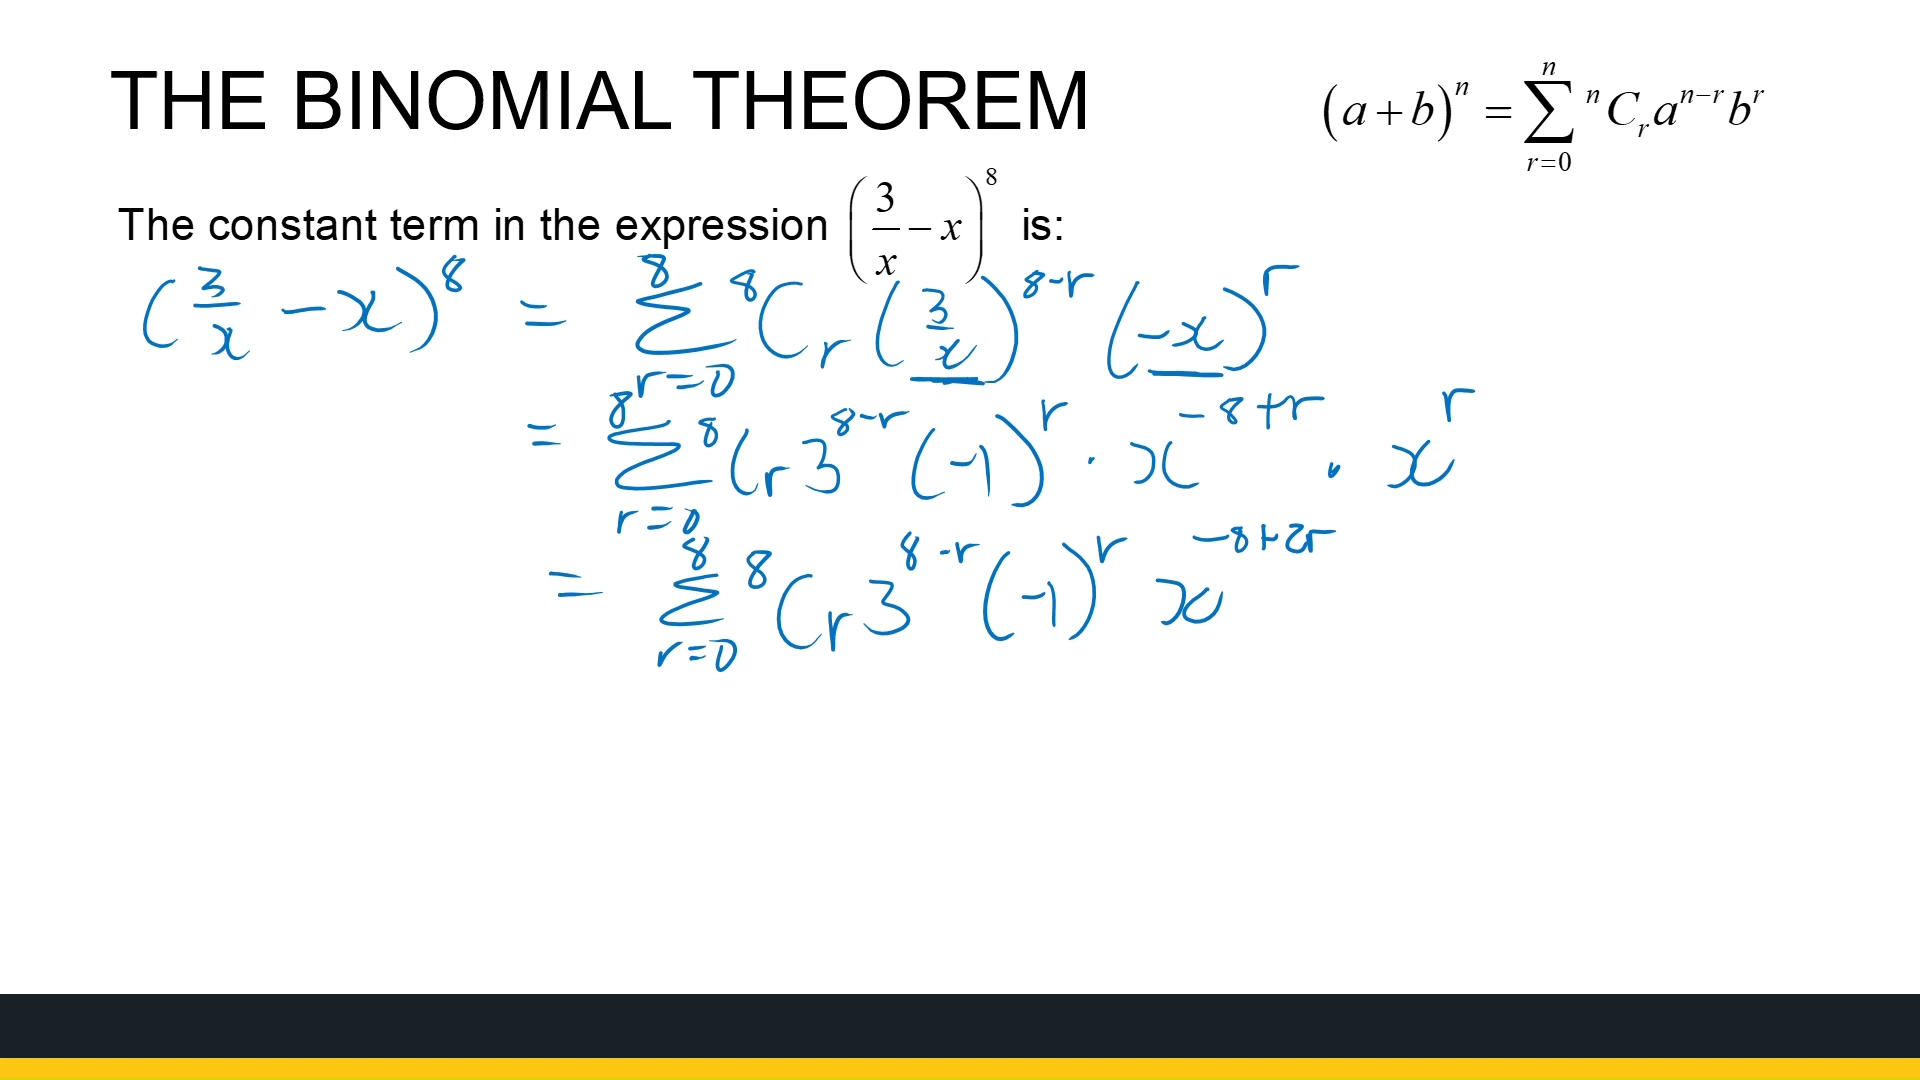 THE BINOMIAL THEOREM
(a+b)^n = ∑_{r=0}^{n} ^nC_r a^{n−r} b^r
The constant term in the expression (3/x − x)^8 is:
(3/x − x)^8 = ∑_{r=0}^{8} ^8C_r (3/x)^{8−r} (−x)^r
= ∑_{r=0}^{8} ^8C_r 3^{8−r} (−1)^r · x^{−8+r} · x^r
= ∑_{r=0}^{8} ^8C_r 3^{8−r} (−1)^r x^{−8+2r}